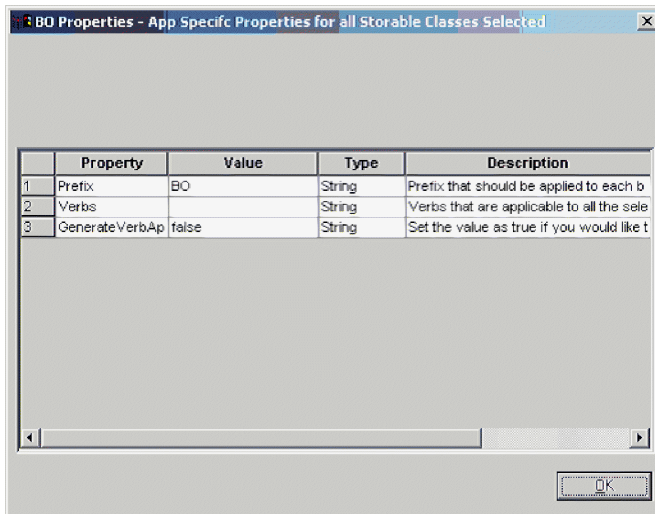 BO Properties - App Specifc Properties for all Storable Classes Selected
Property Value Type Description
1 Prefix BO String Prefix that should be applied to each b
2 Verbs String Verbs that are applicable to all the sele
3 GenerateVerbAp false String Set the value as true if you would like t
OK